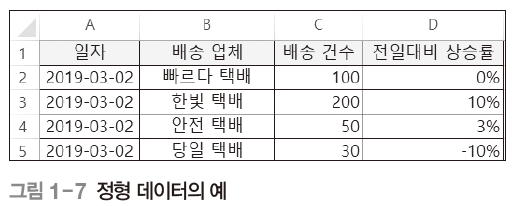 A B C D
1 일자 배송 업체 배송 건수 전일대비 상승률
2 2019-03-02 빠르다 택배 100 0%
3 2019-03-02 한빛 택배 200 10%
4 2019-03-02 안전 택배 50 3%
5 2019-03-02 당일 택배 30 -10%
그림 1-7 정형 데이터의 예